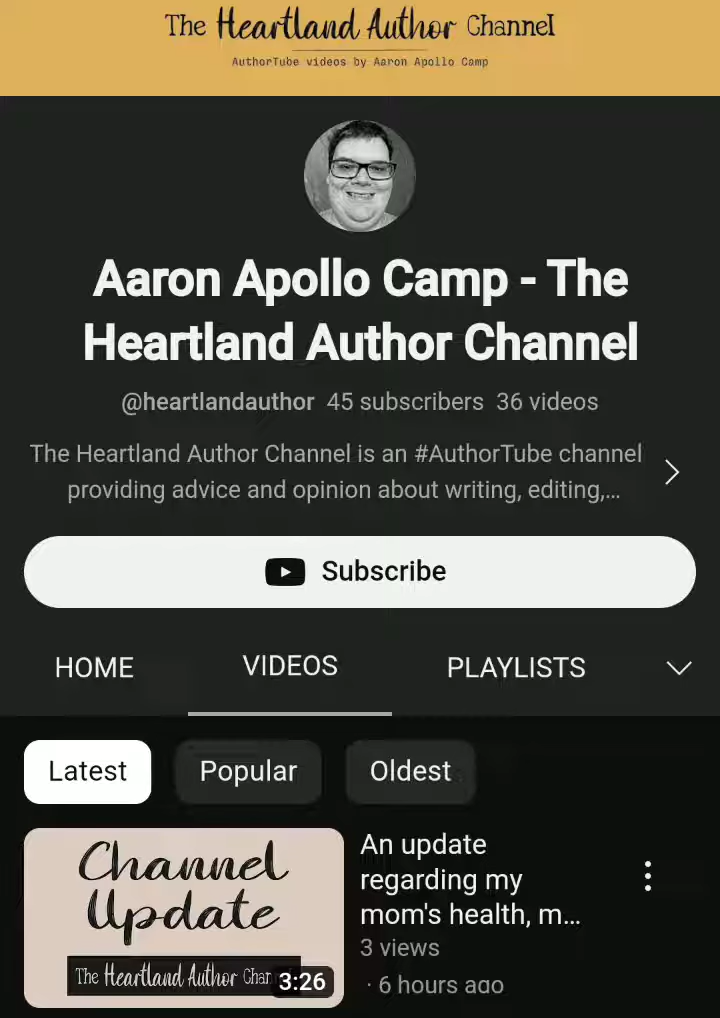 The Heartland Author Channel
AuthorTube videos by Aaron Apollo Camp
Aaron Apollo Camp - The
Heartland Author Channel
@heartlandauthor 45 subscribers 36 videos
The Heartland Author Channel is an #AuthorTube channel
providing advice and opinion about writing, editing,...
Subscribe
HOME VIDEOS PLAYLISTS
Latest Popular Oldest
Channel
Update
The Heartland Author Chan
3:26
An update
regarding my
mom's health, m...
3 views
· 6 hours ago